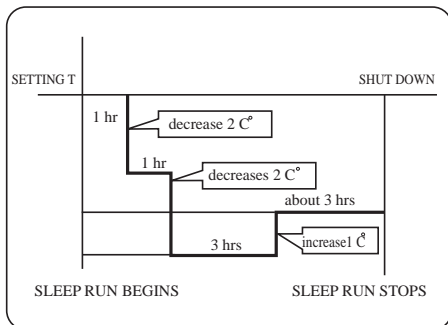 SETTING T
SHUT DOWN
1 hr
decrease 2 C°
1 hr
decreases 2 C°
about 3 hrs
3 hrs
increase1 C°
SLEEP RUN BEGINS
SLEEP RUN STOPS